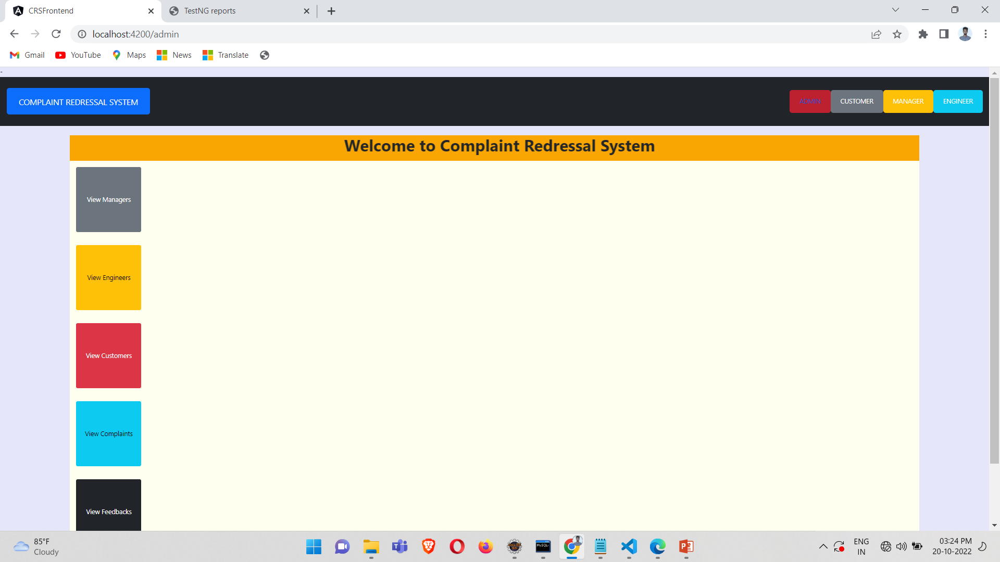 CRSFrontend
TestNG reports
localhost:4200/admin
Gmail
YouTube
Maps
News
Translate
-
COMPLAINT REDRESSAL SYSTEM
ADMIN
CUSTOMER
MANAGER
ENGINEER
Welcome to Complaint Redressal System
View Managers
View Engineers
View Customers
View Complaints
View Feedbacks
85°F
Cloudy
ENG
IN
03:24 PM
20-10-2022